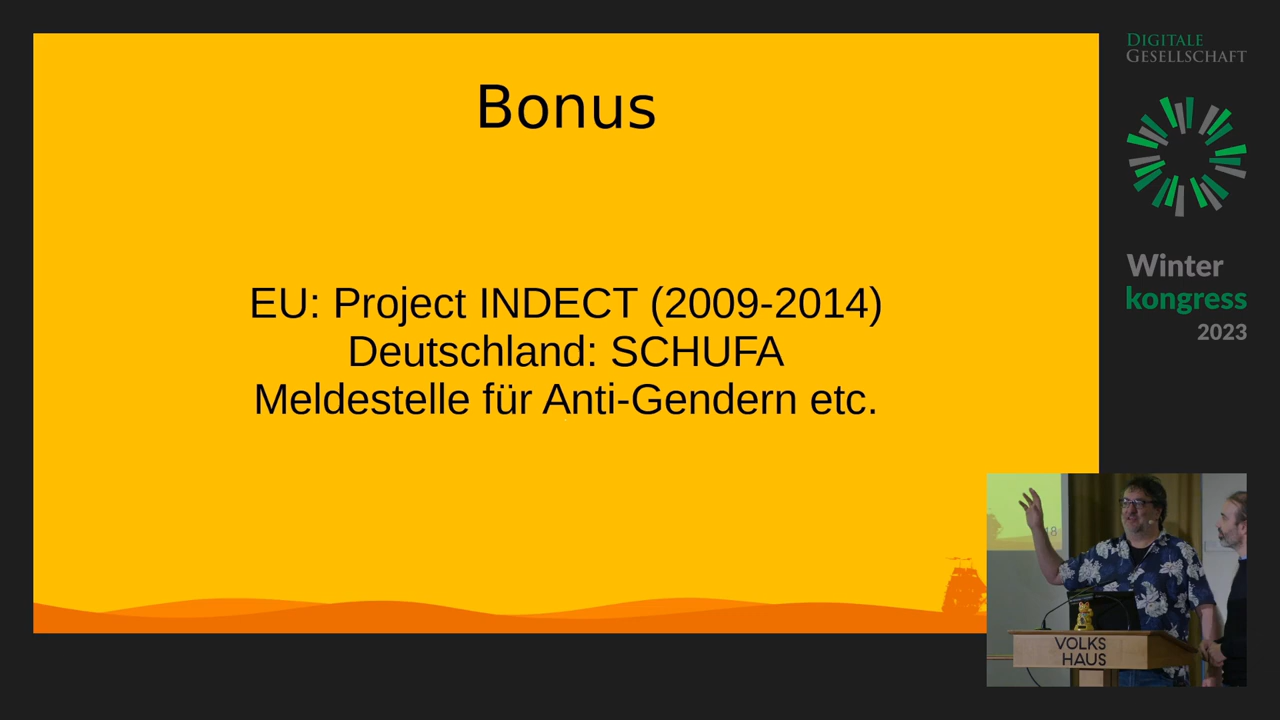 Bonus
EU: Project INDECT (2009-2014)
Deutschland: SCHUFA
Meldestelle für Anti-Gendern etc.
DIGITALE
GESELLSCHAFT
Winter
kongress
2023
18
VOLKS
HAUS